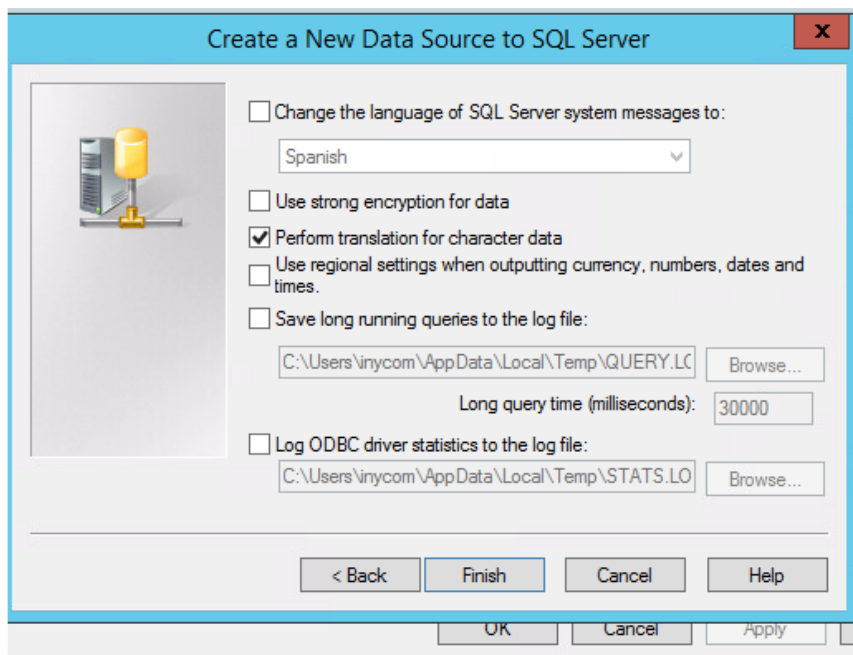 Create a New Data Source to SQL Server
x
Change the language of SQL Server system messages to:
Spanish
Use strong encryption for data
Perform translation for character data
Use regional settings when outputting currency, numbers, dates and
times.
Save long running queries to the log file:
C:\Users\inycom\AppData\Local\Temp\QUERY.LC
Browse...
Long query time (milliseconds):
30000
Log ODBC driver statistics to the log file:
C:\Users\inycom\AppData\Local\Temp\STATS.LO
Browse...
< Back
Finish
Cancel
Help
OK
Cancel
Apply